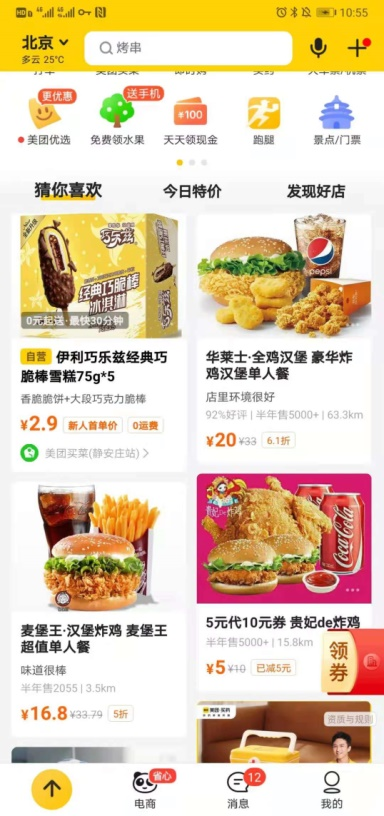 HD B 10:55
北京
多云 25°C
烤串
更优惠
送手机
¥100
美团优选
免费领水果
天天领现金
跑腿
景点/门票
猜你喜欢
今日特价
发现好店
巧乐兹
经典巧脆棒
冰淇淋
0元起送·最快30分钟
pepsi
自营 伊利巧乐兹经典巧
脆棒雪糕75g*5
香脆脆饼+大段巧克力脆棒
¥2.9 新人首单价 0运费
美团买菜(静安庄站) >
华莱士·全鸡汉堡 豪华炸
鸡汉堡单人餐
店里环境很好
92%好评 | 半年售5000+ | 63.3km
¥20 ¥33 6.1折
麦堡王·汉堡炸鸡 麦堡王
超值单人餐
味道很棒
半年售2055 | 3.5km
¥16.8 ¥33.79 5折
贵妃de炸鸡
Coca-Cola
5元代10元券 贵妃de炸鸡
半年售5000+ | 15.8km
¥5 ¥10 已减5元
领
券
资质与规则
省心
12
电商
消息
我的